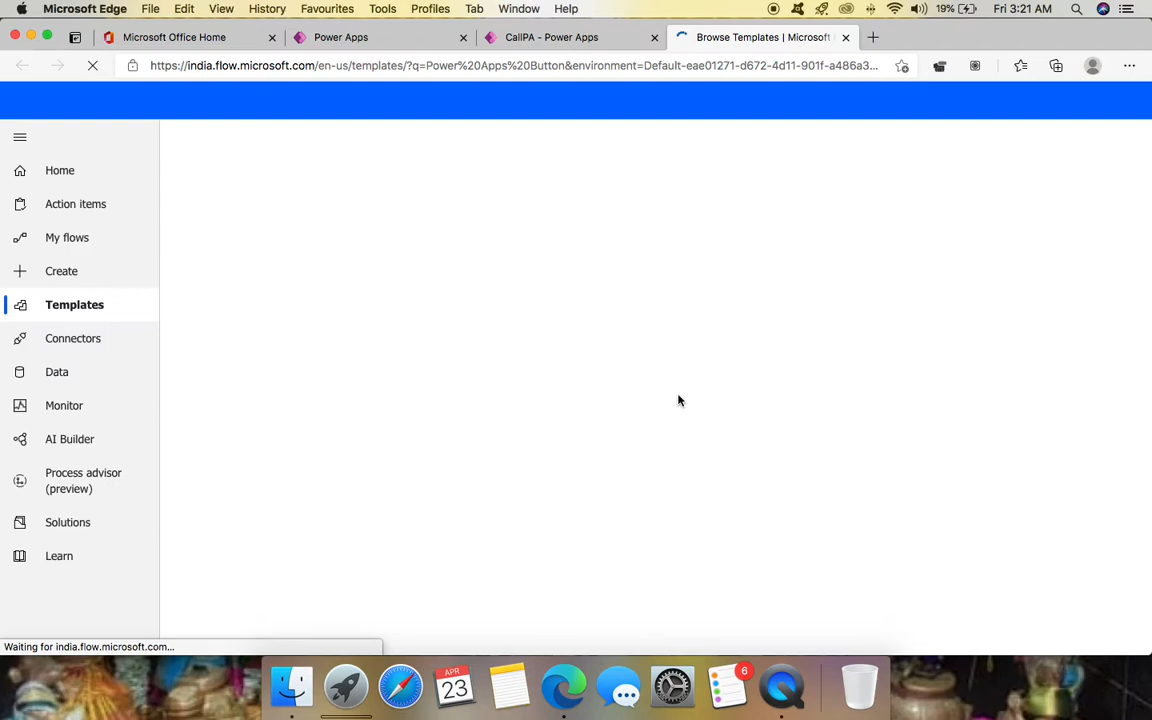 Microsoft Edge File Edit View History Favourites Tools Profiles Tab Window Help 19% Fri 3:21 AM
Microsoft Office Home Power Apps CallPA - Power Apps Browse Templates | Microsoft
https://india.flow.microsoft.com/en-us/templates/?q=Power%20Apps%20Button&environment=Default-eae01271-d672-4d11-901f-a486a3...
Home
Action items
My flows
Create
Templates
Connectors
Data
Monitor
AI Builder
Process advisor
(preview)
Solutions
Learn
Waiting for india.flow.microsoft.com...
APR
23
6